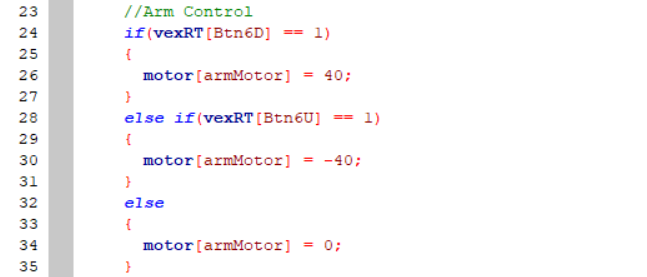 23 //Arm Control
24 if(vexRT[Btn6D] == 1)
25 {
26 motor[armMotor] = 40;
27 }
28 else if(vexRT[Btn6U] == 1)
29 {
30 motor[armMotor] = -40;
31 }
32 else
33 {
34 motor[armMotor] = 0;
35 }